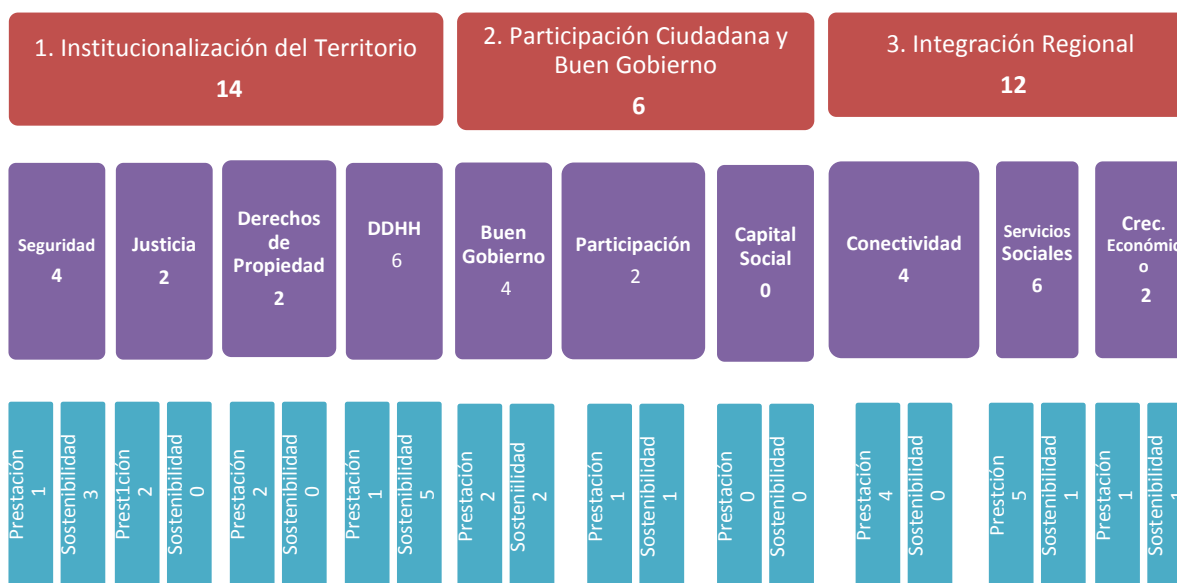 1. Institucionalización del Territorio
14
2. Participación Ciudadana y
Buen Gobierno
6
3. Integración Regional
12
Seguridad
4
Justicia
2
Derechos
de
Propiedad
2
DDHH
6
Buen
Gobierno
4
Participación
2
Capital
Social
0
Conectividad
4
Servicios
Sociales
6
Crec.
Económic
o
2
Prestación
1
Sostenibilidad
3
Prest1ción
2
Sostenibilidad
0
Prestación
2
Sostenibilidad
0
Prestación
1
Sostenibilidad
5
Prestación
2
Sosteniilidad
2
Prestación
1
Sostenibilidad
1
Prestación
0
Sostenibilidad
0
Prestación
4
Sostenibilidad
0
Prestción
5
Sostenibilidad
1
Prestación
1
Sostenibilidad
1